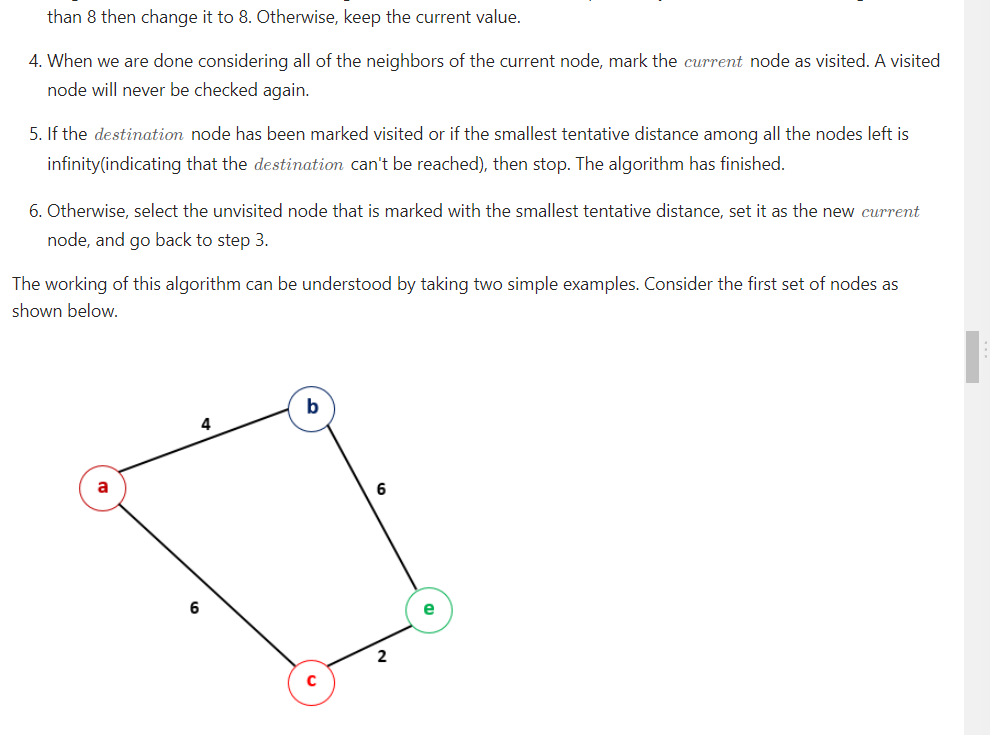 than 8 then change it to 8. Otherwise, keep the current value.
4. When we are done considering all of the neighbors of the current node, mark the current node as visited. A visited
node will never be checked again.
5. If the destination node has been marked visited or if the smallest tentative distance among all the nodes left is
infinity(indicating that the destination can't be reached), then stop. The algorithm has finished.
6. Otherwise, select the unvisited node that is marked with the smallest tentative distance, set it as the new current
node, and go back to step 3.
The working of this algorithm can be understood by taking two simple examples. Consider the first set of nodes as
shown below.
b
4
a
6
6
e
2
c